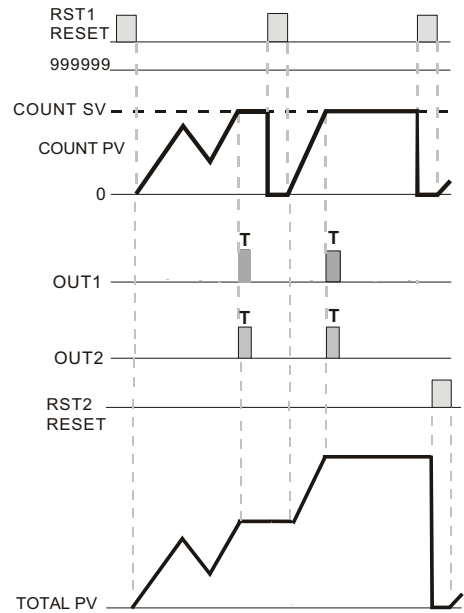 RST1
RESET
999999
COUNT SV
COUNT PV
0
T T
OUT1
T T
OUT2
RST2
RESET
TOTAL PV